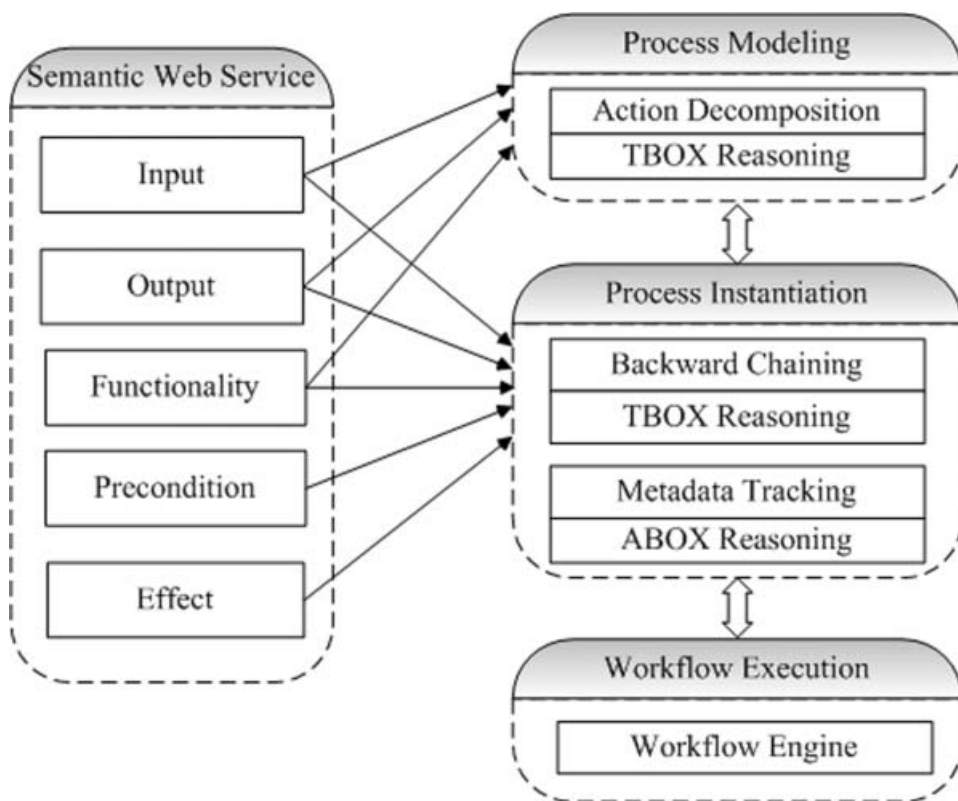 Semantic Web Service
Input
Output
Functionality
Precondition
Effect
Process Modeling
Action Decomposition
TBOX Reasoning
Process Instantiation
Backward Chaining
TBOX Reasoning
Metadata Tracking
ABOX Reasoning
Workflow Execution
Workflow Engine